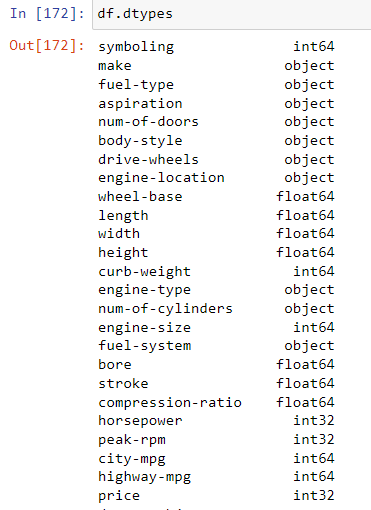 In [172]: df.dtypes
Out[172]: symboling int64
make object
fuel-type object
aspiration object
num-of-doors object
body-style object
drive-wheels object
engine-location object
wheel-base float64
length float64
width float64
height float64
curb-weight int64
engine-type object
num-of-cylinders object
engine-size int64
fuel-system object
bore float64
stroke float64
compression-ratio float64
horsepower int32
peak-rpm int32
city-mpg int64
highway-mpg int64
price int32